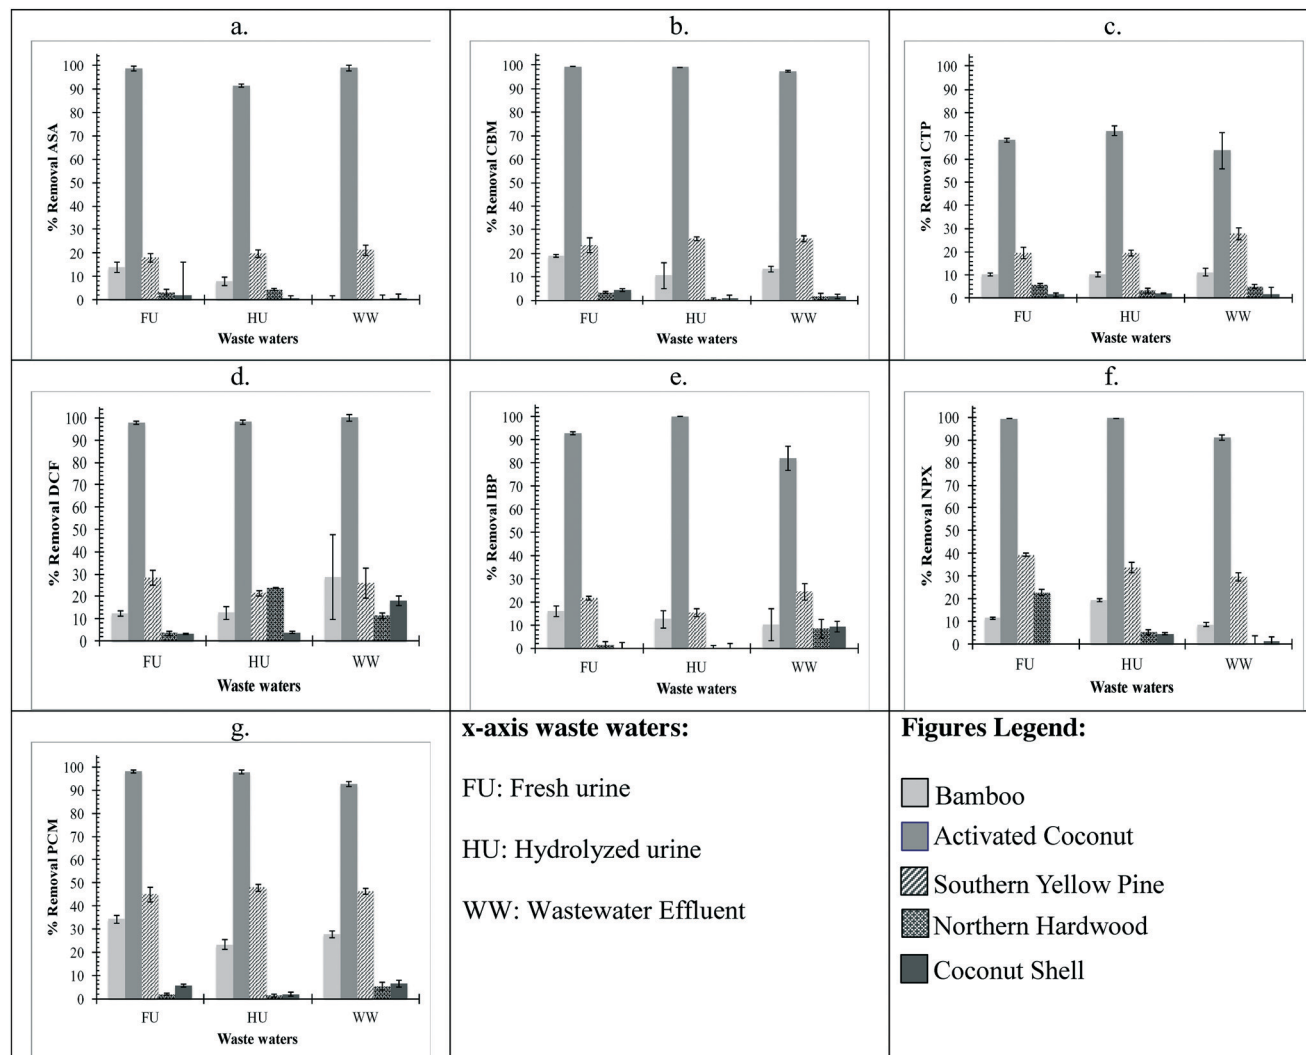 a.
100
90
80
70
60
50
40
30
20
10
0
% Removal ASA
FU
HU
WW
Waste waters
b.
100
90
80
70
60
50
40
30
20
10
0
% Removal CBM
FU
HU
WW
Waste waters
c.
100
90
80
70
60
50
40
30
20
10
0
% Removal CTP
FU
HU
WW
Waste waters
d.
100
90
80
70
60
50
40
30
20
10
0
% Removal DCF
FU
HU
WW
Waste waters
e.
100
90
80
70
60
50
40
30
20
10
0
% Removal IBP
FU
HU
WW
Waste waters
f.
100
90
80
70
60
50
40
30
20
10
0
% Removal NPX
FU
HU
WW
Waste waters
g.
100
90
80
70
60
50
40
30
20
10
0
% Removal PCM
FU
HU
WW
Waste waters
x-axis waste waters:
FU: Fresh urine
HU: Hydrolyzed urine
WW: Wastewater Effluent
Figures Legend:
Bamboo
Activated Coconut
Southern Yellow Pine
Northern Hardwood
Coconut Shell